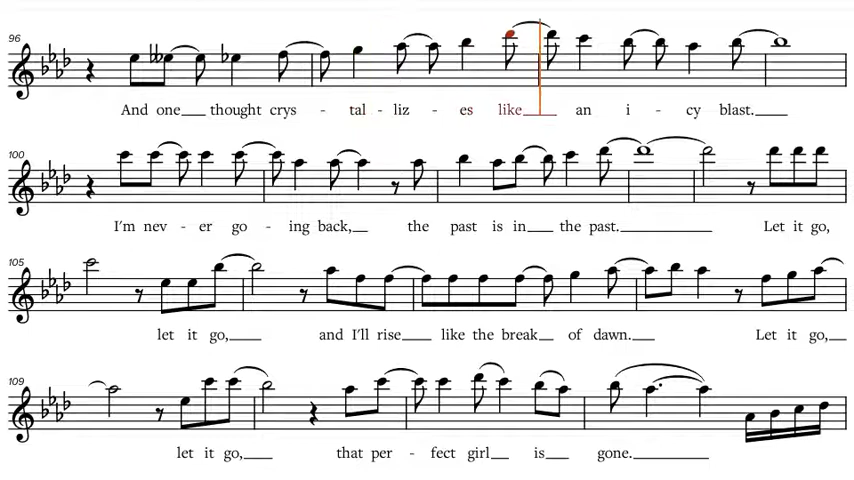 96
And one thought crys - tal - liz - es like an i - cy blast.
100
I'm nev - er go - ing back, the past is in the past. Let it go,
105
let it go, and I'll rise like the break of dawn. Let it go,
109
let it go, that per - fect girl is gone.